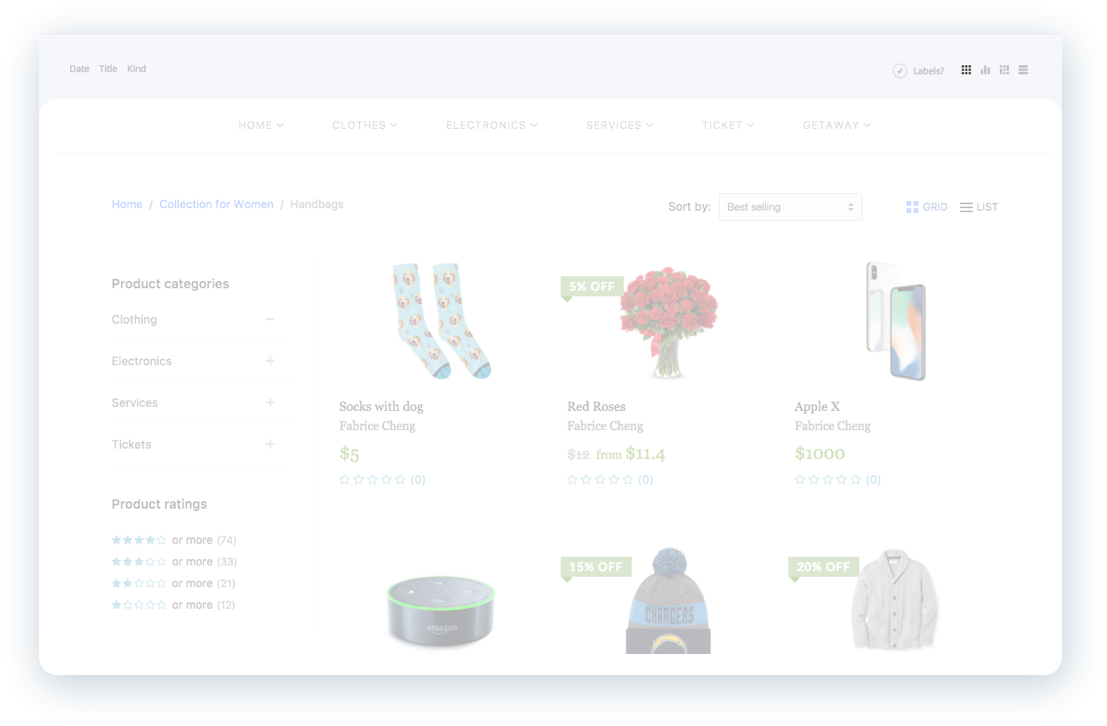 Date Title Kind Labels?
HOME CLOTHES ELECTRONICS SERVICES TICKET GETAWAY
Home / Collection for Women / Handbags
Sort by: Best selling GRID LIST
Product categories
Clothing
Electronics
Services
Tickets
Product ratings
or more (74)
or more (33)
or more (21)
or more (12)
Socks with dog
Fabrice Cheng
$5
(0)
5% OFF
Red Roses
Fabrice Cheng
$12 from $11.4
(0)
Apple X
Fabrice Cheng
$1000
(0)
amazon
15% OFF
CHARGERS
20% OFF